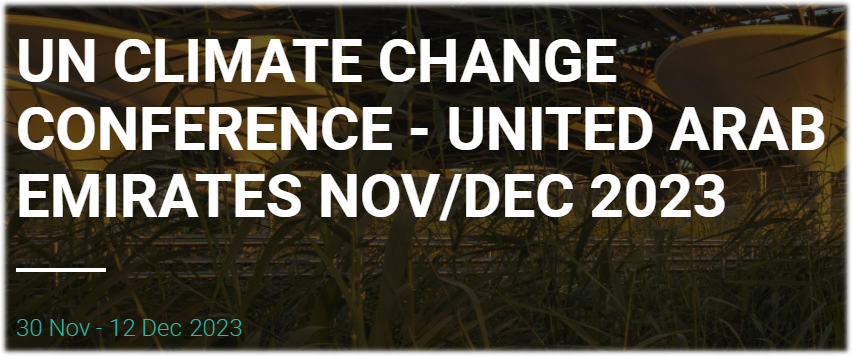 UN CLIMATE CHANGE
CONFERENCE - UNITED ARAB
EMIRATES NOV/DEC 2023
30 Nov - 12 Dec 2023